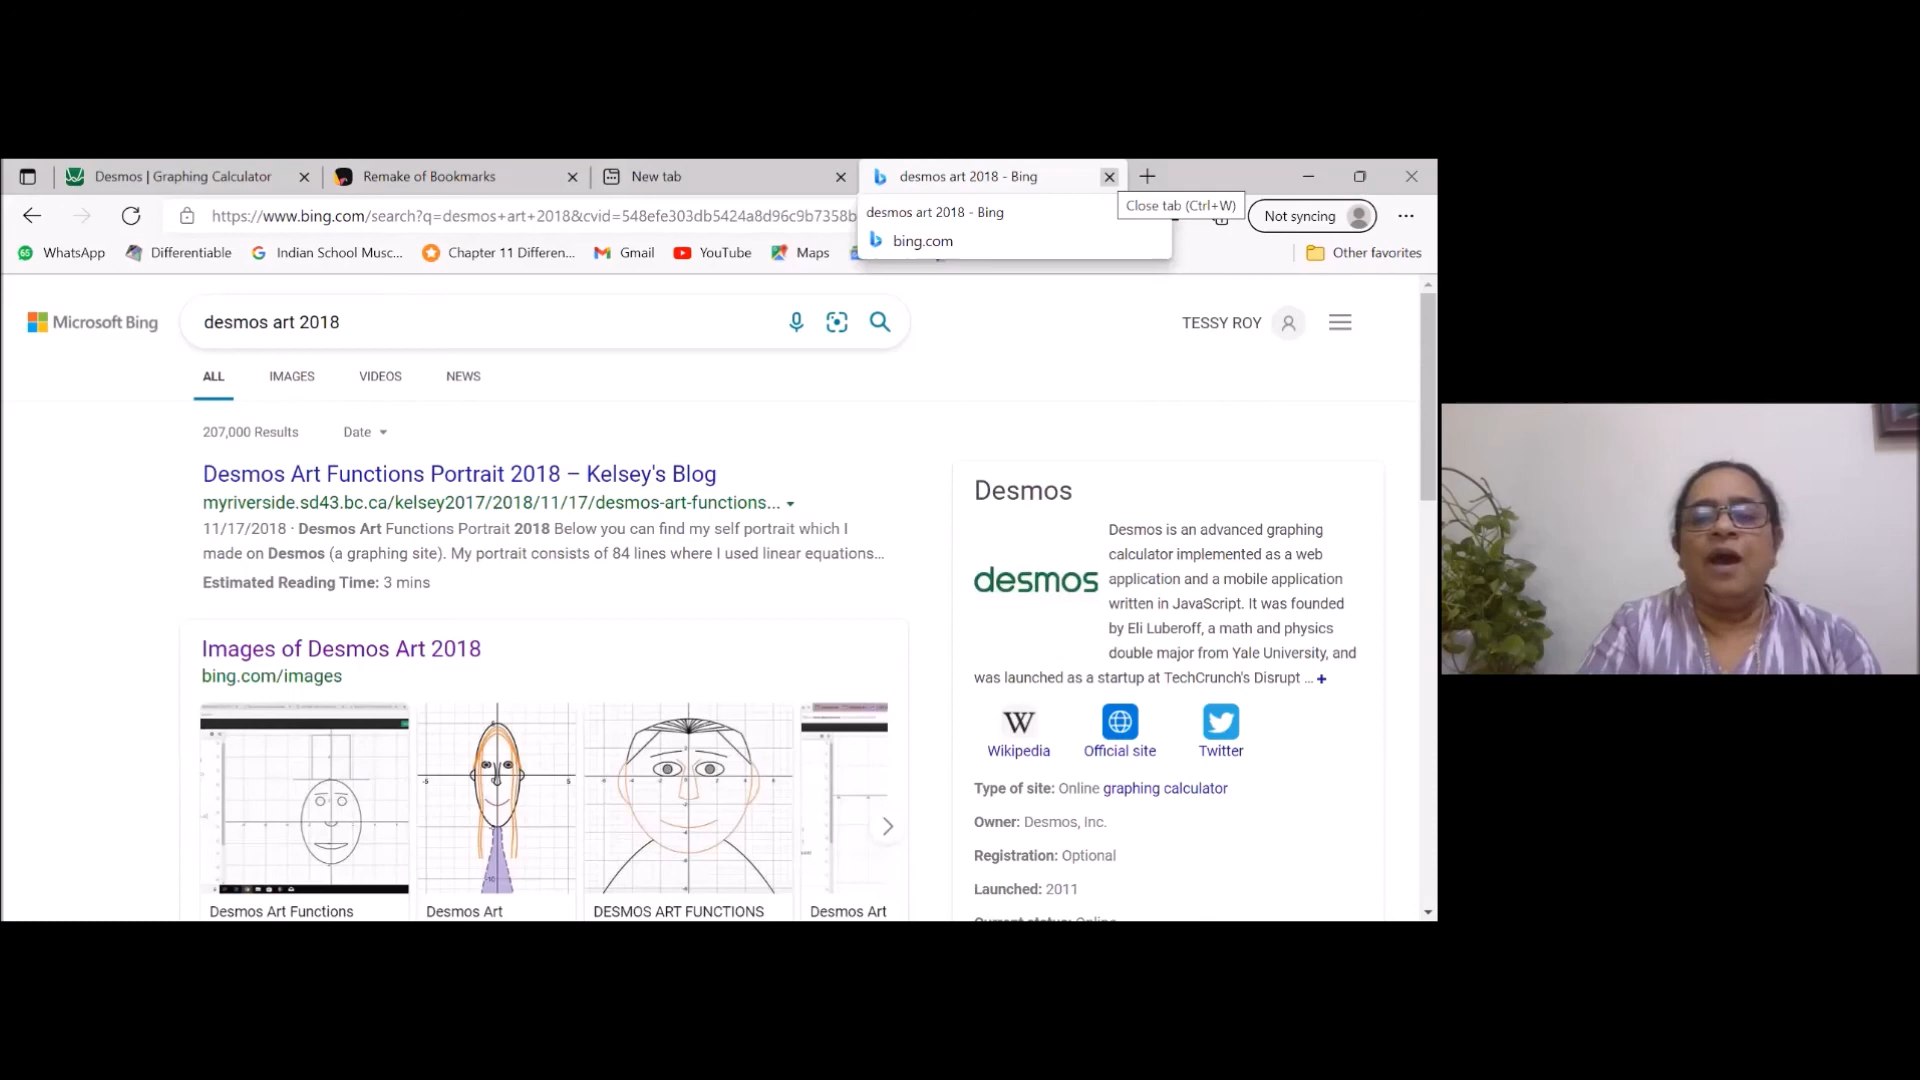 Desmos | Graphing Calculator
Remake of Bookmarks
New tab
desmos art 2018 - Bing
https://www.bing.com/search?q=desmos+art+2018&cvid=548efe303db5424a8d96c9b7358b
desmos art 2018 - Bing
bing.com
Close tab (Ctrl+W)
Not syncing
WhatsApp
Differentiable
Indian School Musc...
Chapter 11 Differen...
Gmail
YouTube
Maps
Other favorites
Microsoft Bing
desmos art 2018
TESSY ROY
ALL
IMAGES
VIDEOS
NEWS
207,000 Results
Date
Desmos Art Functions Portrait 2018 – Kelsey's Blog
myriverside.sd43.bc.ca/kelsey2017/2018/11/17/desmos-art-functions...
11/17/2018 · Desmos Art Functions Portrait 2018 Below you can find my self portrait which I
made on Desmos (a graphing site). My portrait consists of 84 lines where I used linear equations...
Estimated Reading Time: 3 mins
Images of Desmos Art 2018
bing.com/images
Desmos Art Functions
Desmos Art
DESMOS ART FUNCTIONS
Desmos Art
Desmos
desmos
Desmos is an advanced graphing
calculator implemented as a web
application and a mobile application
written in JavaScript. It was founded
by Eli Luberoff, a math and physics
double major from Yale University, and
was launched as a startup at TechCrunch's Disrupt ...
Wikipedia
Official site
Twitter
Type of site: Online graphing calculator
Owner: Desmos, Inc.
Registration: Optional
Launched: 2011